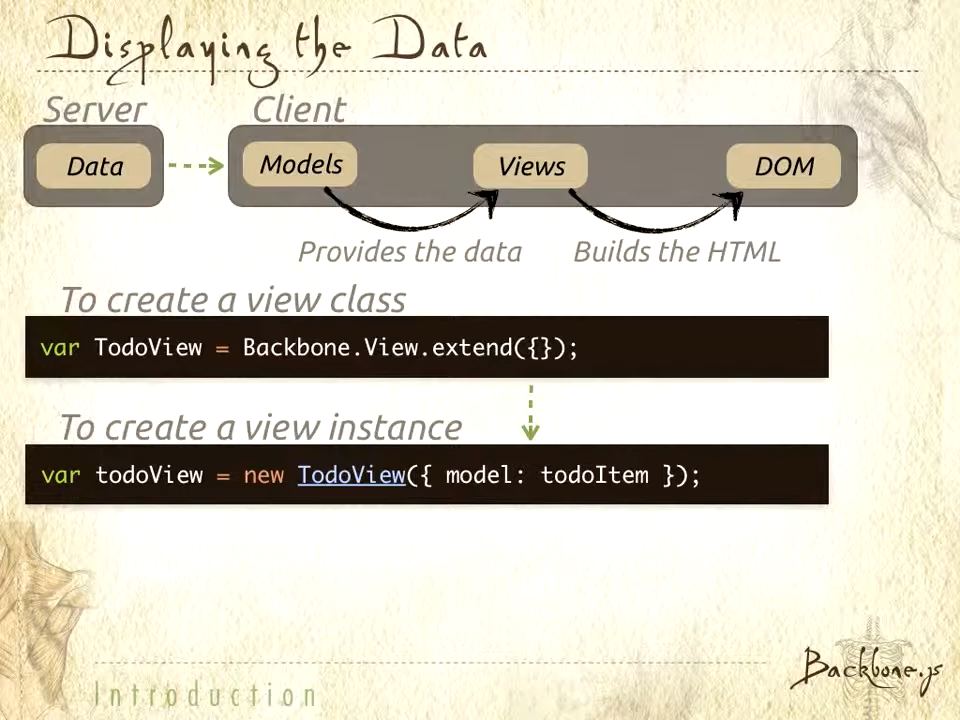 Displaying the Data
Server Client
Data Models Views DOM
Provides the data Builds the HTML
To create a view class
var TodoView = Backbone.View.extend({});
To create a view instance
var todoView = new TodoView({ model: todoItem });
Backbone.js
Introduction